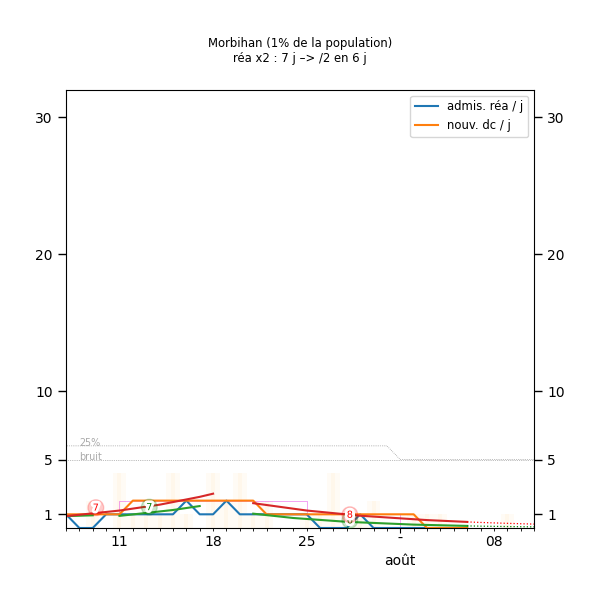 Morbihan (1% de la population)
réa x2 : 7 j –> /2 en 6 j
admis. réa / j
nouv. dc / j
30 30
20 20
10 10
25%
bruit
5 5
7 7 8
1 1
11 18 25 - 08
août